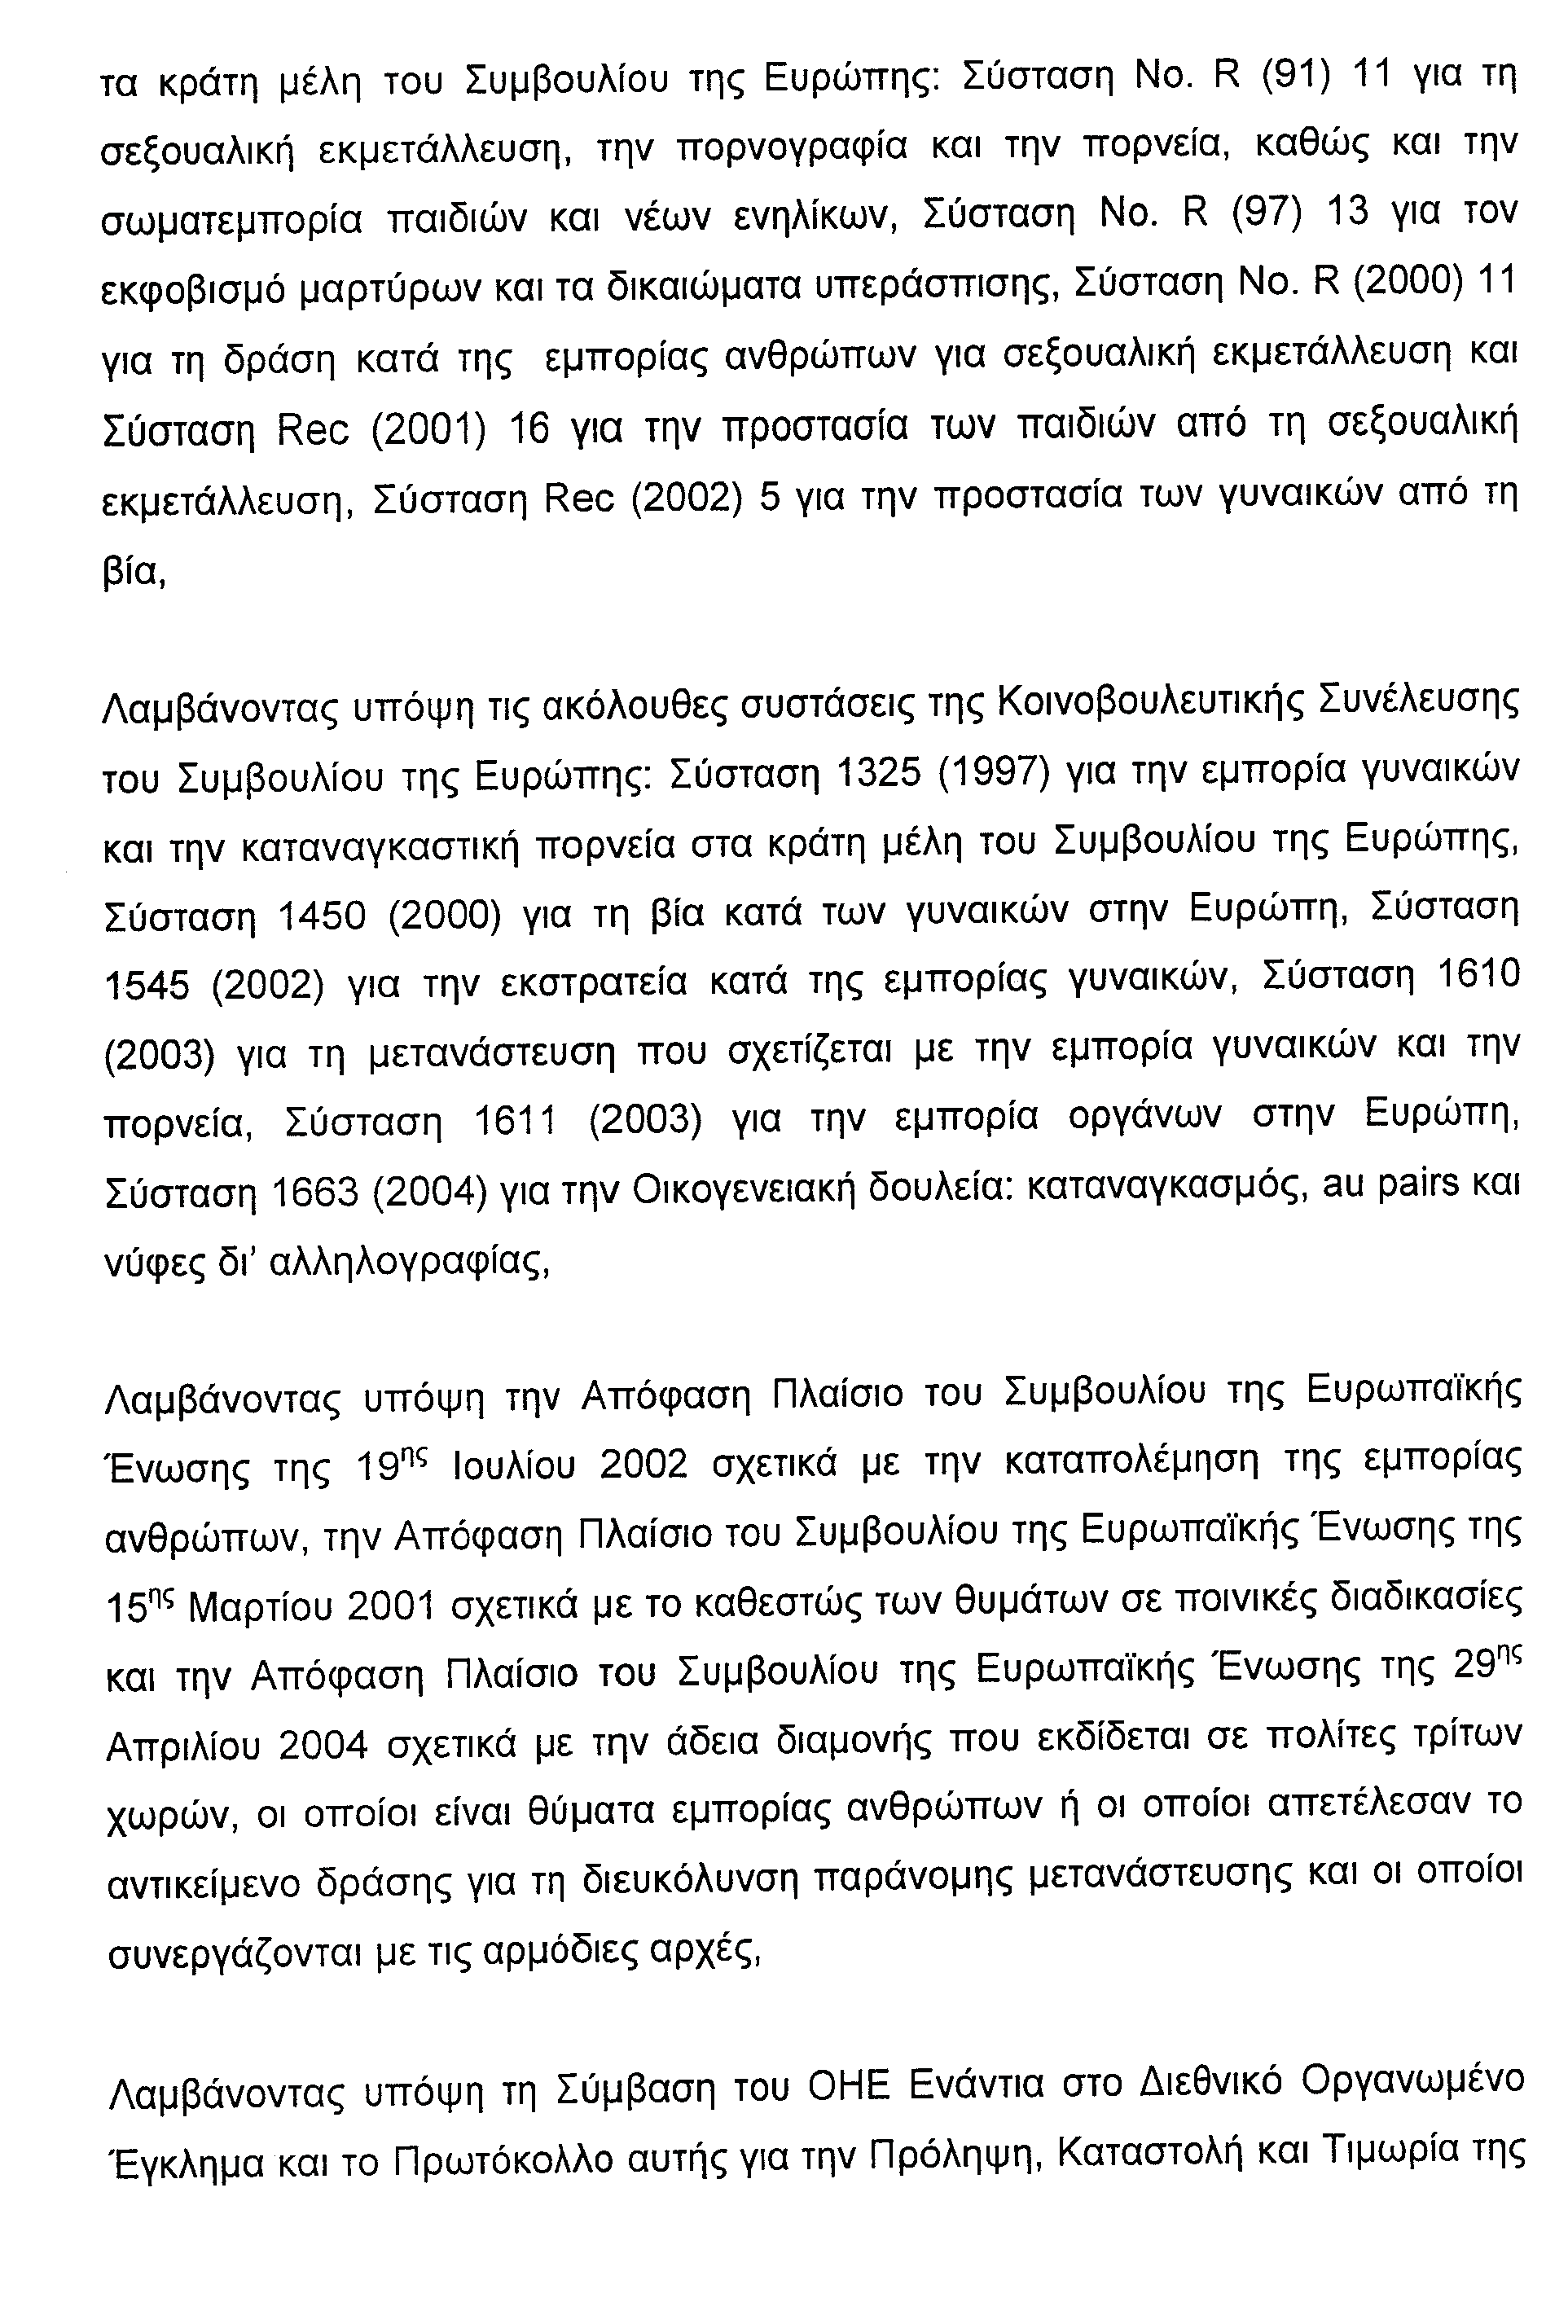 τα κράτη μέλη του Συμβουλίου της Ευρώπης: Σύσταση No. R (91) 11 για τη
σεξουαλική εκμετάλλευση, την πορνογραφία και την πορνεία, καθώς και την
σωματεμπορία παιδιών και νέων ενηλίκων, Σύσταση No. R (97) 13 για τον
εκφοβισμό μαρτύρων και τα δικαιώματα υπεράσπισης, Σύσταση No. R (2000) 11
για τη δράση κατά της εμπορίας ανθρώπων για σεξουαλική εκμετάλλευση και
Σύσταση Rec (2001) 16 για την προστασία των παιδιών από τη σεξουαλική
εκμετάλλευση, Σύσταση Rec (2002) 5 για την προστασία των γυναικών από τη
βία,
Λαμβάνοντας υπόψη τις ακόλουθες συστάσεις της Κοινοβουλευτικής Συνέλευσης
του Συμβουλίου της Ευρώπης: Σύσταση 1325 (1997) για την εμπορία γυναικών
και την καταναγκαστική πορνεία στα κράτη μέλη του Συμβουλίου της Ευρώπης,
Σύσταση 1450 (2000) για τη βία κατά των γυναικών στην Ευρώπη, Σύσταση
1545 (2002) για την εκστρατεία κατά της εμπορίας γυναικών, Σύσταση 1610
(2003) για τη μετανάστευση που σχετίζεται με την εμπορία γυναικών και την
πορνεία, Σύσταση 1611 (2003) για την εμπορία οργάνων στην Ευρώπη,
Σύσταση 1663 (2004) για την Οικογενειακή δουλεία: καταναγκασμός, au pairs και
νύφες δι’ αλληλογραφίας,
Λαμβάνοντας υπόψη την Απόφαση Πλαίσιο του Συμβουλίου της Ευρωπαϊκής
Ένωσης της 19ης Ιουλίου 2002 σχετικά με την καταπολέμηση της εμπορίας
ανθρώπων, την Απόφαση Πλαίσιο του Συμβουλίου της Ευρωπαϊκής Ένωσης της
15ης Μαρτίου 2001 σχετικά με το καθεστώς των θυμάτων σε ποινικές διαδικασίες
και την Απόφαση Πλαίσιο του Συμβουλίου της Ευρωπαϊκής Ένωσης της 29ης
Απριλίου 2004 σχετικά με την άδεια διαμονής που εκδίδεται σε πολίτες τρίτων
χωρών, οι οποίοι είναι θύματα εμπορίας ανθρώπων ή οι οποίοι απετέλεσαν το
αντικείμενο δράσης για τη διευκόλυνση παράνομης μετανάστευσης και οι οποίοι
συνεργάζονται με τις αρμόδιες αρχές,
Λαμβάνοντας υπόψη τη Σύμβαση του ΟΗΕ Ενάντια στο Διεθνικό Οργανωμένο
Έγκλημα και το Πρωτόκολλο αυτής για την Πρόληψη, Καταστολή και Τιμωρία της